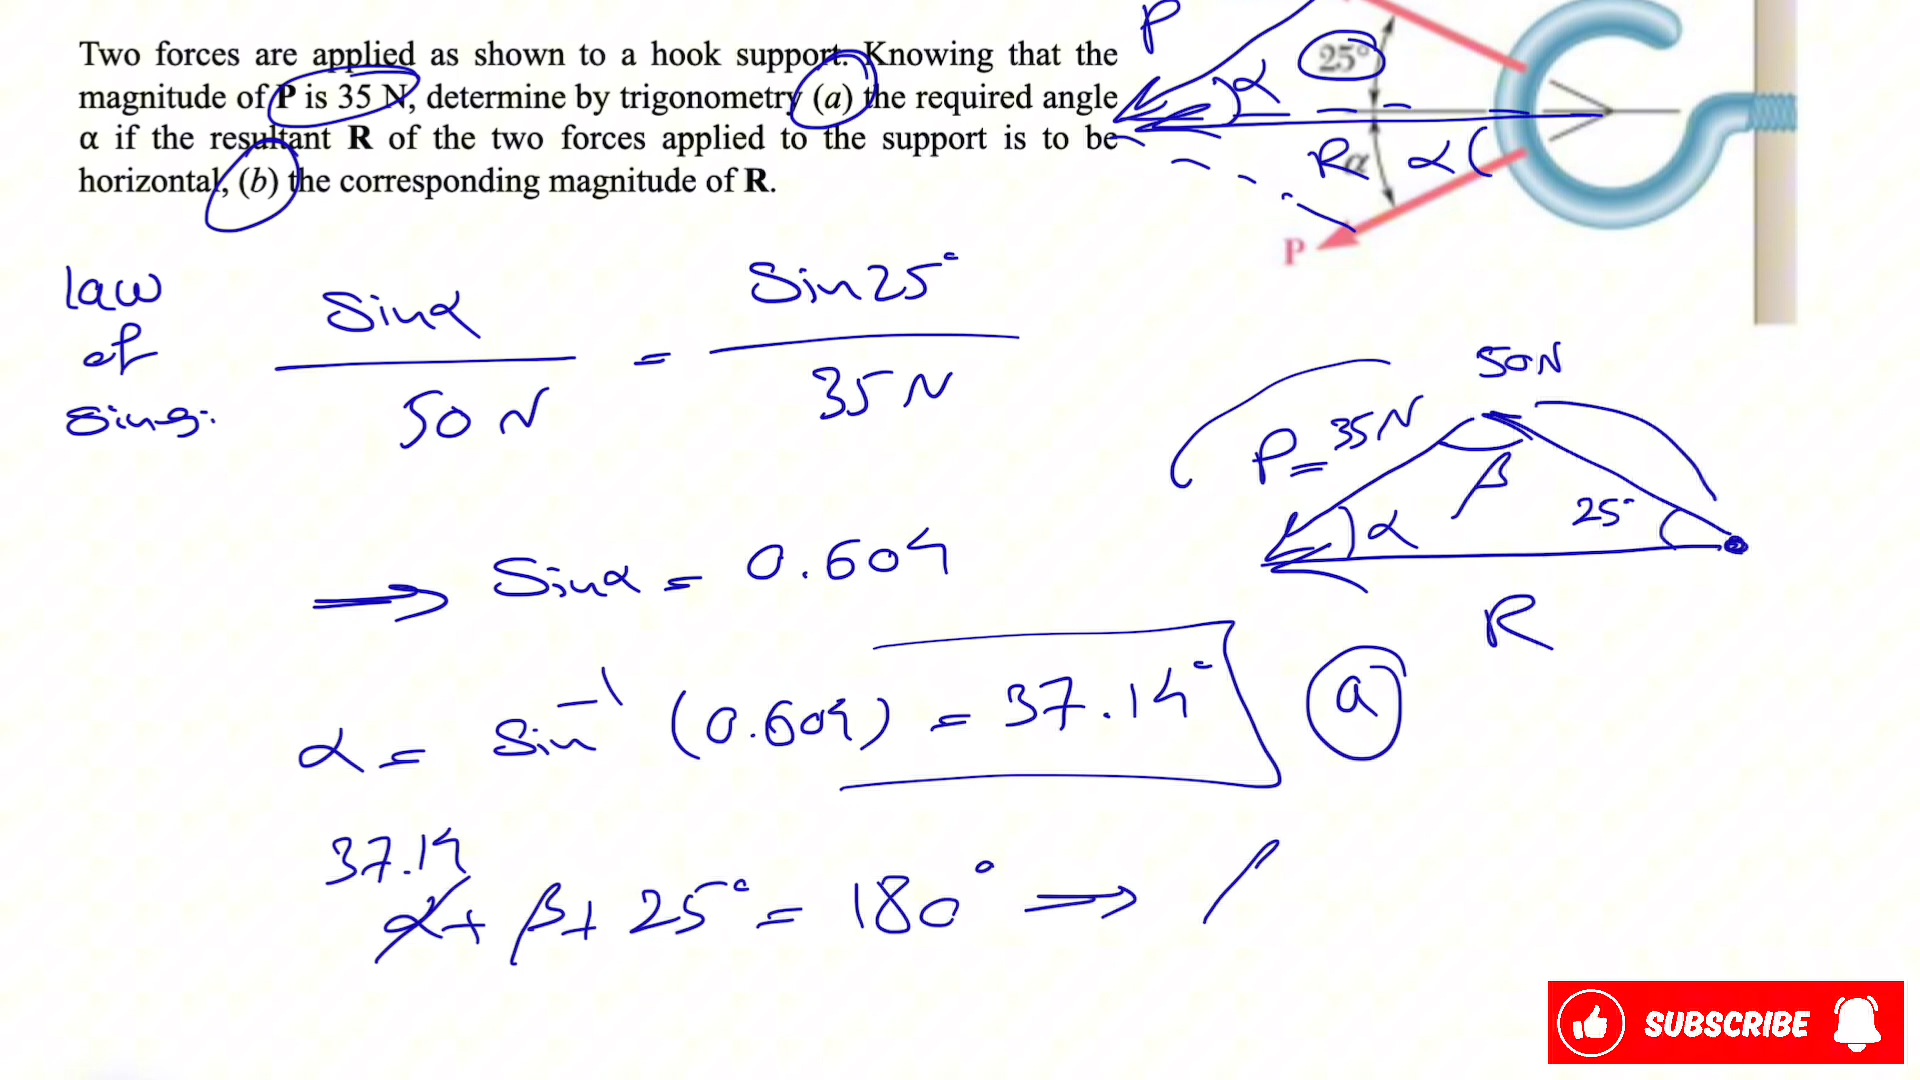 Two forces are applied as shown to a hook support. Knowing that the
magnitude of P is 35 N, determine by trigonometry (a) the required angle
α if the resultant R of the two forces applied to the support is to be
horizontal, (b) the corresponding magnitude of R.
P
25°
α
R
α
α
P
law
of
sines:
Sinα / 50 N = Sin 25° / 35 N
50N
P = 35N
β
α
25°
R
⟹ Sinα = 0.604
α = Sin⁻¹ (0.604) = 37.14°
a
37.14
α + β + 25° = 180° ⟹
SUBSCRIBE